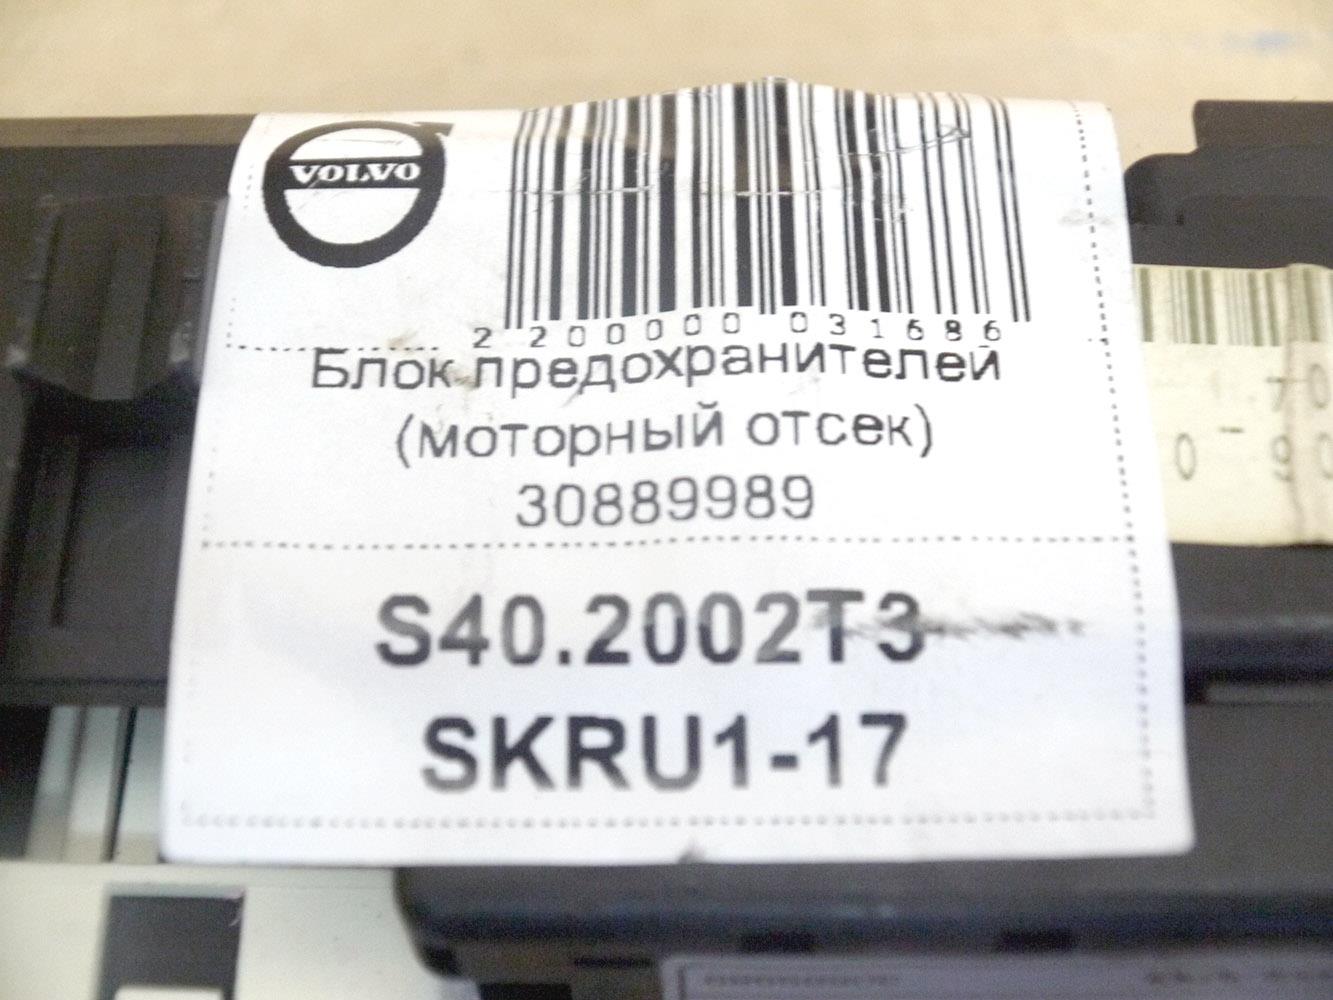 VOLVO
2 200000 031686
Блок предохранителей
(моторный отсек)
30889989
S40.2002T3
SKRU1-17